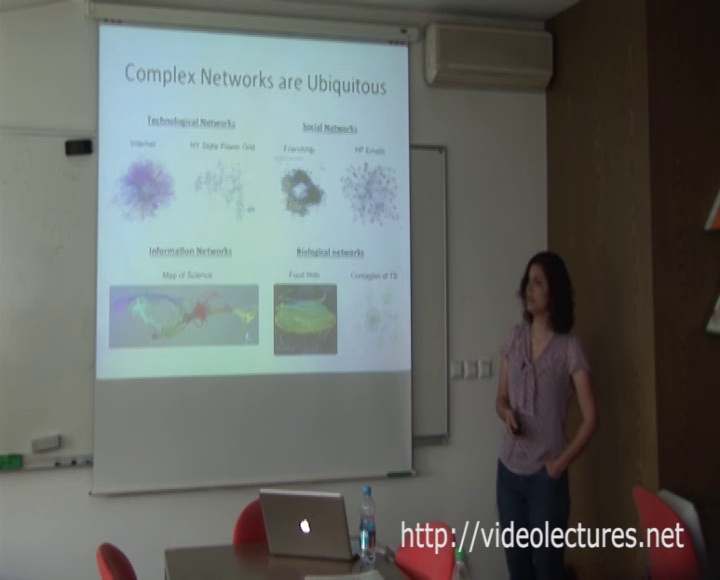 Complex Networks are Ubiquitous
Technological Networks
Social Networks
Internet
NY State Power Grid
Friendship
HP Emails
Information Networks
Biological networks
Map of Science
Food Web
Contagion of TB
http://videolectures.net